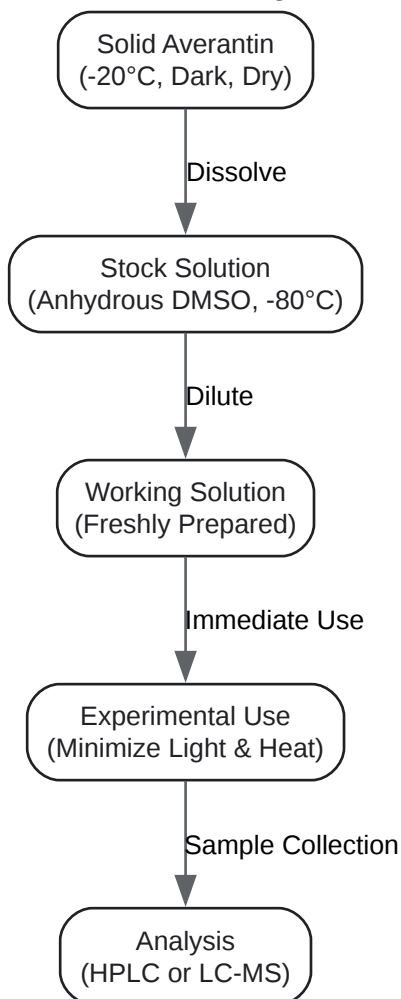 Solid Averantin
(-20°C, Dark, Dry)
Dissolve
Stock Solution
(Anhydrous DMSO, -80°C)
Dilute
Working Solution
(Freshly Prepared)
Immediate Use
Experimental Use
(Minimize Light & Heat)
Sample Collection
Analysis
(HPLC or LC-MS)